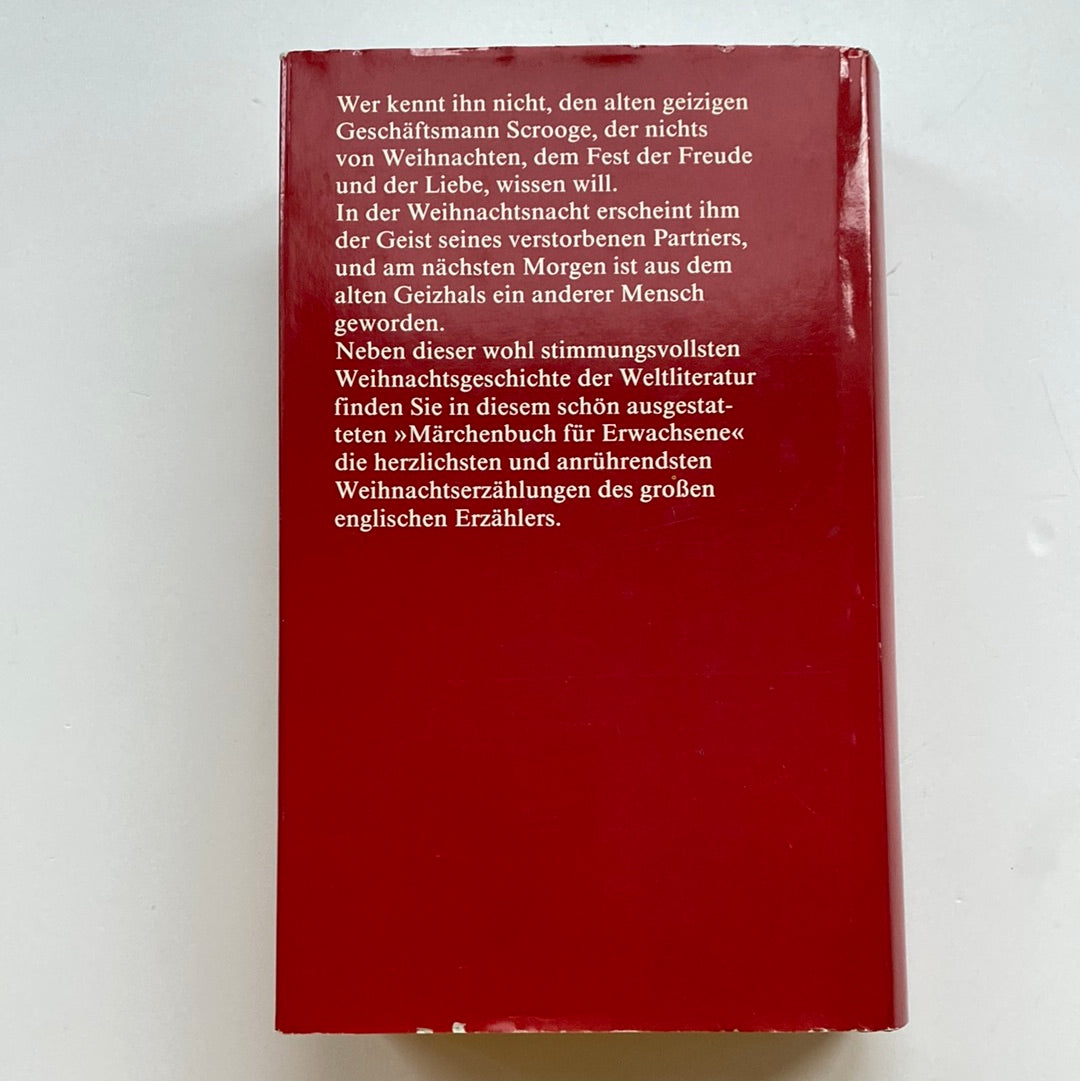 Wer kennt ihn nicht, den alten geizigen
Geschäftsmann Scrooge, der nichts
von Weihnachten, dem Fest der Freude
und der Liebe, wissen will.
In der Weihnachtsnacht erscheint ihm
der Geist seines verstorbenen Partners,
und am nächsten Morgen ist aus dem
alten Geizhals ein anderer Mensch
geworden.
Neben dieser wohl stimmungsvollsten
Weihnachtsgeschichte der Weltliteratur
finden Sie in diesem schön ausgestat-
teten »Märchenbuch für Erwachsene«
die herzlichsten und anrührendsten
Weihnachtserzählungen des großen
englischen Erzählers.